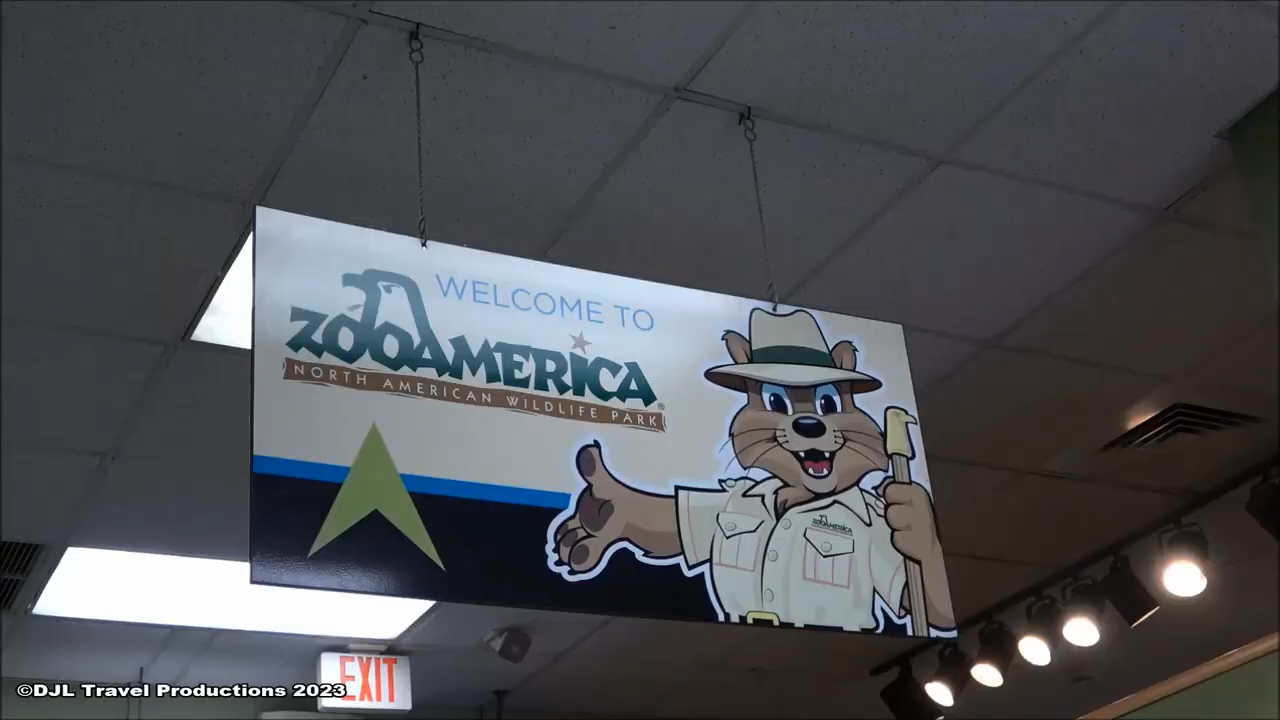 WELCOME TO
ZOOAMERICA®
NORTH AMERICAN WILDLIFE PARK
ZOOAMERICA
EXIT
©DJL Travel Productions 2023